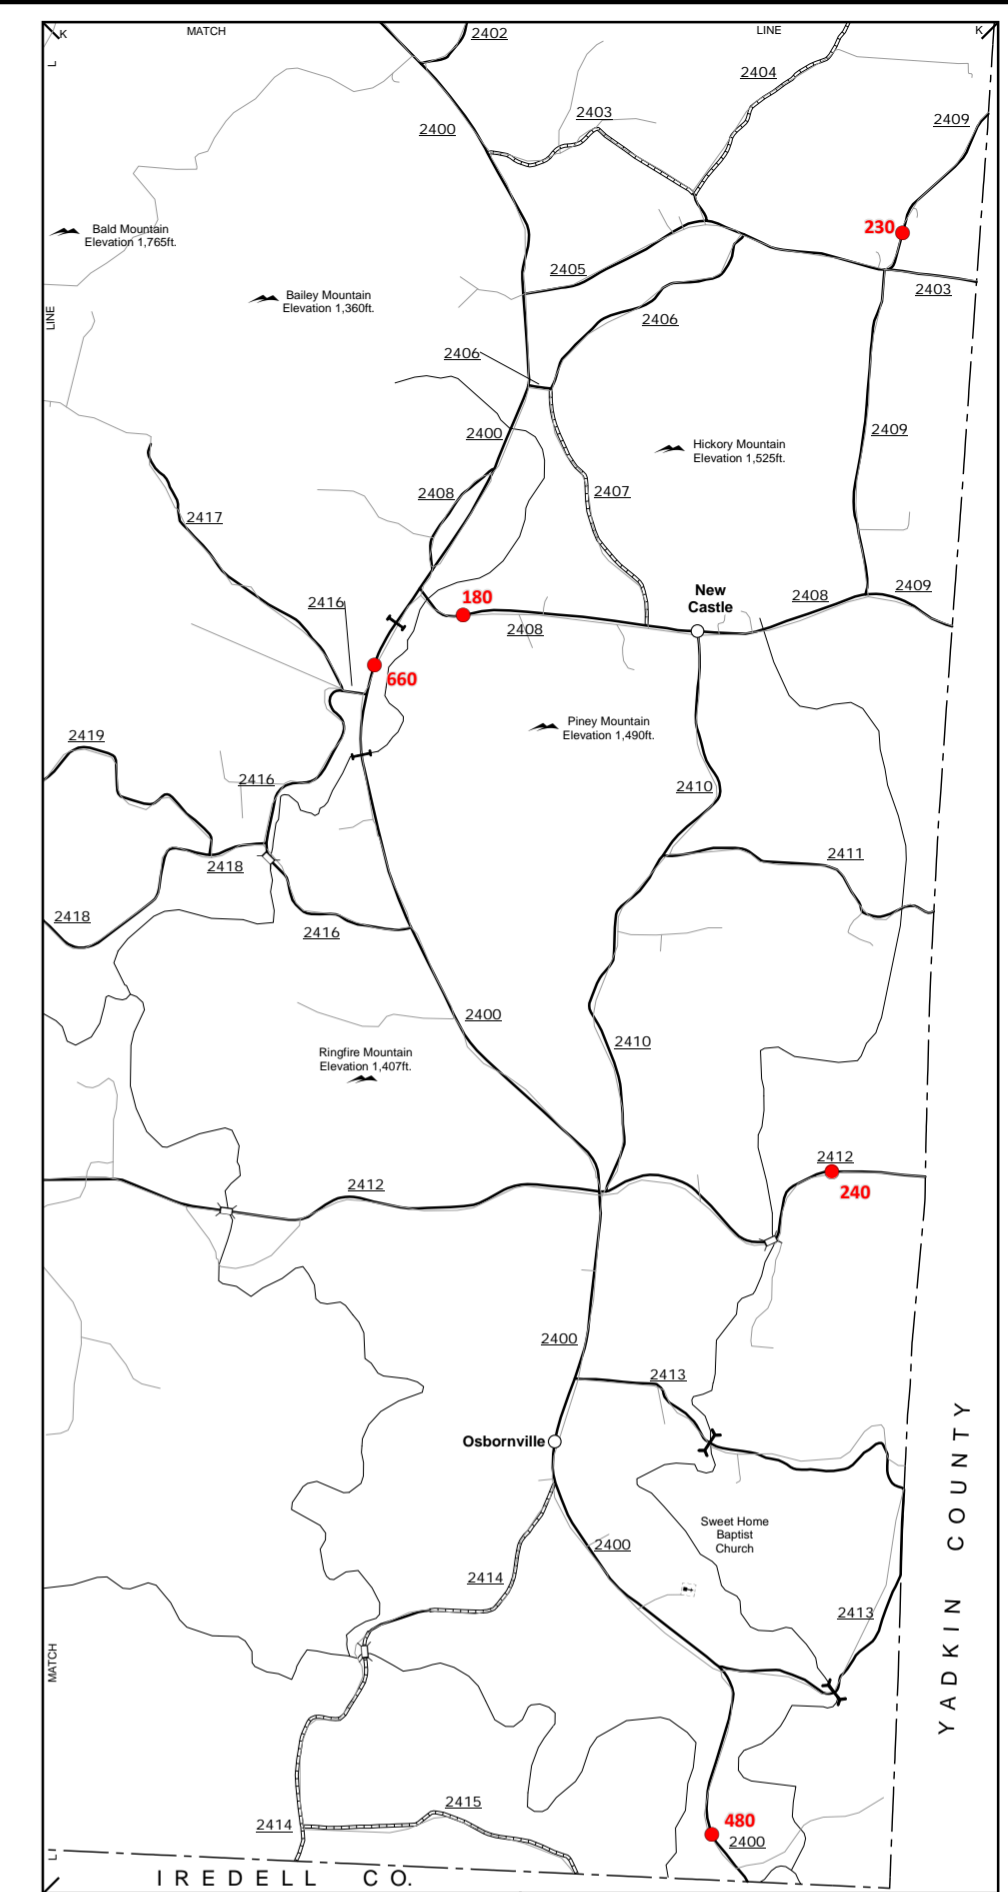 K
MATCH
2402
LINE
K
L
2404
2403
2409
2400
Bald Mountain
Elevation 1,765ft.
230
2405
2403
Bailey Mountain
Elevation 1,360ft.
LINE
2406
2406
2400
2409
Hickory Mountain
Elevation 1,525ft.
2408
2407
2417
2416
180
New
Castle
2408
2409
2408
660
Piney Mountain
Elevation 1,490ft.
2419
2416
2410
2418
2411
2418
2416
2400
2410
Ringfire Mountain
Elevation 1,407ft.
2412
2412
240
2400
2413
Osbornville
YADKIN COUNTY
Sweet Home
Baptist
Church
2400
2414
2413
MATCH
2415
2414
480
2400
L
IREDELL CO.